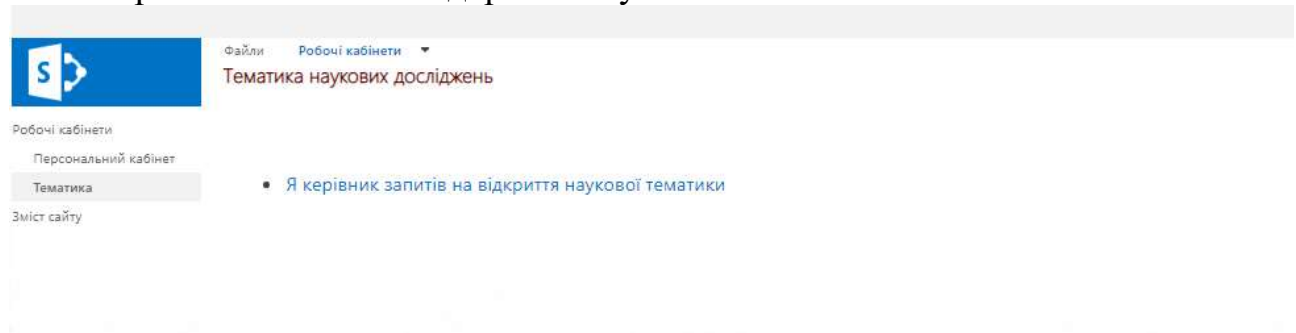 Файли Робочі кабінети
Тематика наукових досліджень
Робочі кабінети
Персональний кабінет
Тематика
Зміст сайту
• Я керівник запитів на відкриття наукової тематики